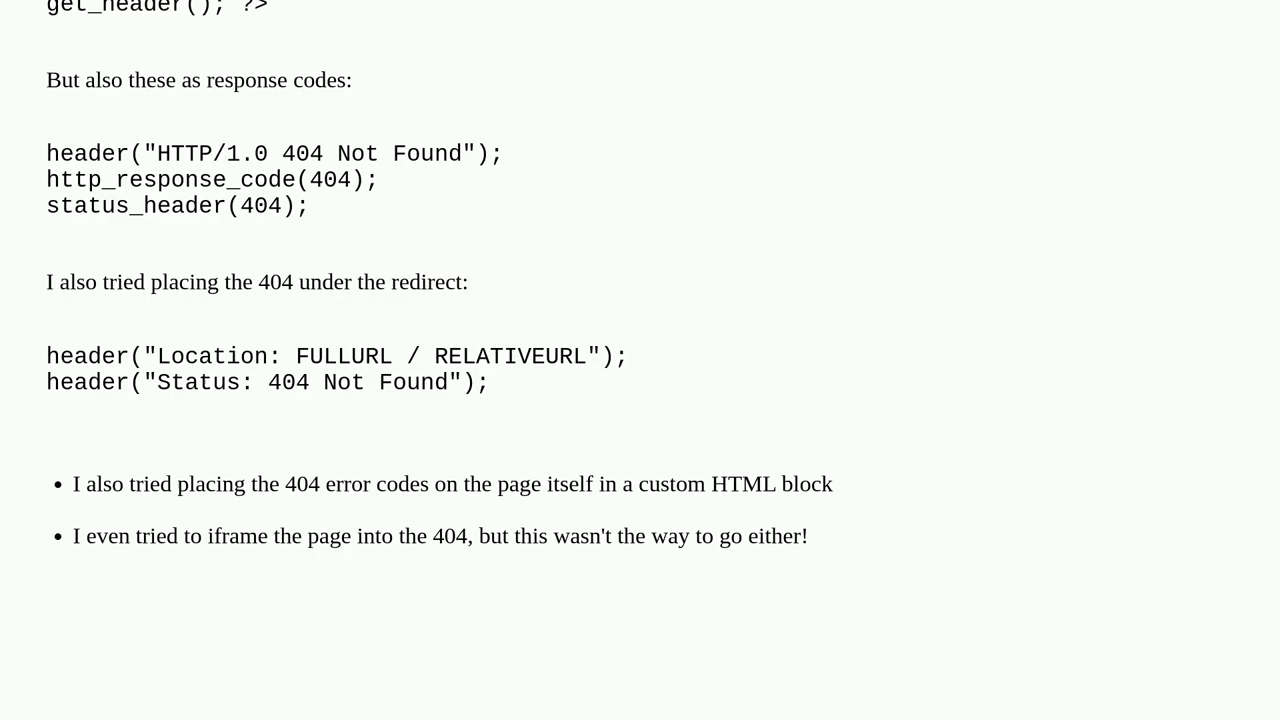 get_header(); ?>
But also these as response codes:
header("HTTP/1.0 404 Not Found");
http_response_code(404);
status_header(404);
I also tried placing the 404 under the redirect:
header("Location: FULLURL / RELATIVEURL");
header("Status: 404 Not Found");
• I also tried placing the 404 error codes on the page itself in a custom HTML block
• I even tried to iframe the page into the 404, but this wasn't the way to go either!